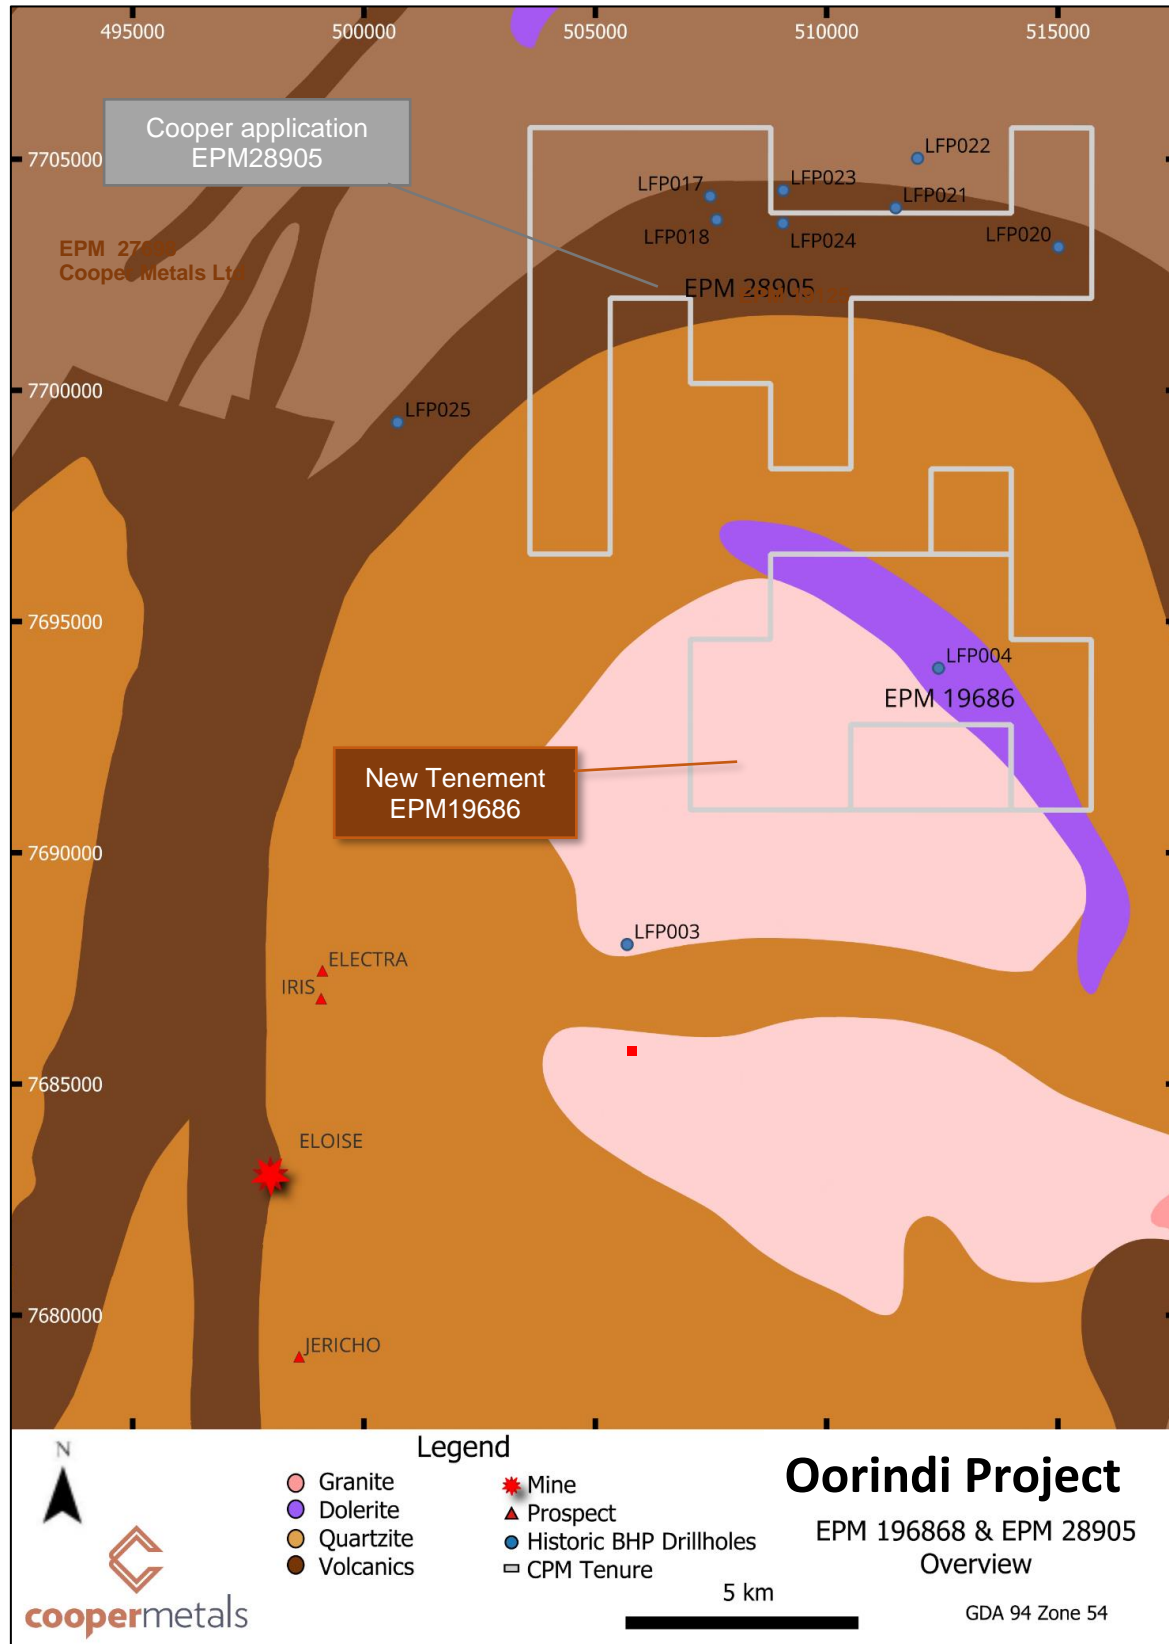 495000 500000 505000 510000 515000
Cooper application
EPM28905
7705000
LFP022
LFP017
LFP023
LFP021
LFP018
LFP024
LFP020
EPM
Cooper Metals Ltd
EPM 28905
7700000
LFP025
7695000
LFP004
EPM 19686
New Tenement
EPM19686
7690000
LFP003
ELECTRA
IRIS
7685000
ELOISE
7680000
JERICHO
N
Legend
Granite
Dolerite
Quartzite
Volcanics
Mine
Prospect
Historic BHP Drillholes
CPM Tenure
5 km
Oorindi Project
EPM 196868 & EPM 28905
Overview
GDA 94 Zone 54
coopermetals